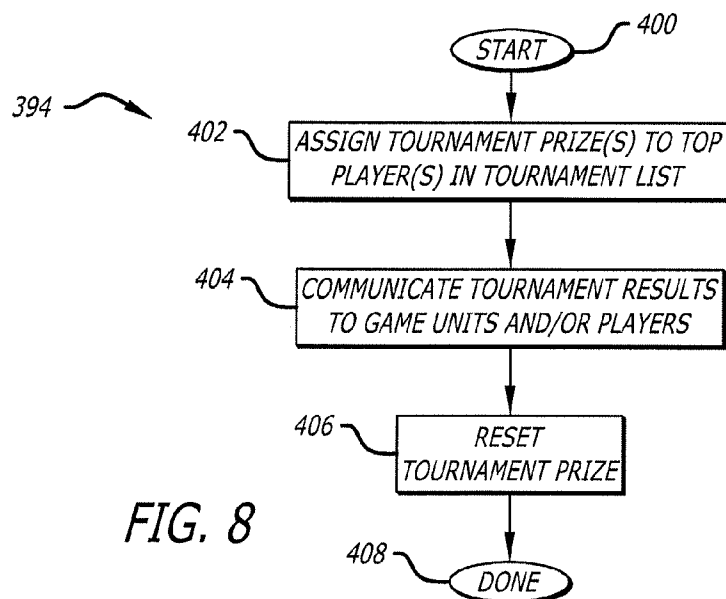 START
400
394
402
ASSIGN TOURNAMENT PRIZE(S) TO TOP
PLAYER(S) IN TOURNAMENT LIST
404
COMMUNICATE TOURNAMENT RESULTS
TO GAME UNITS AND/OR PLAYERS
406
RESET
TOURNAMENT PRIZE
FIG. 8
408
DONE